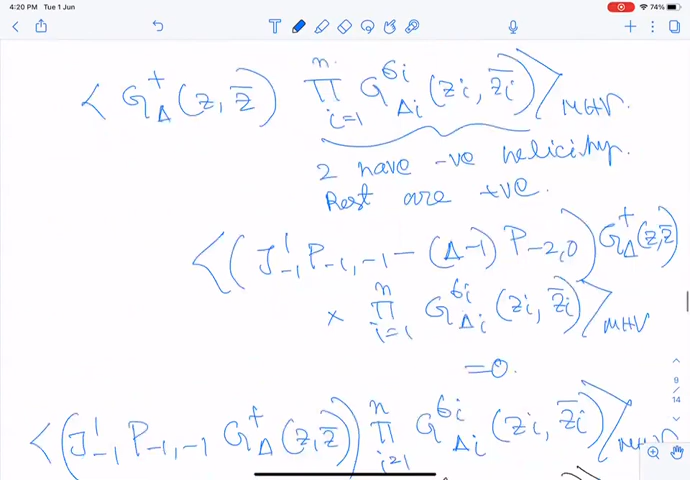 4:20 PM Tue 1 Jun
74%
< G^+_Δ (z, z̄) ∏_{i=1}^{n} G^{σi}_{Δi} (zi, z̄i) >_MHV.
2 have -ve helicity.
Rest are +ve.
< ( J^1_{-1} P_{-1,-1} - (Δ-1) P_{-2,0} ) G^+_Δ (z,z̄)
× ∏_{i=1}^{n} G^{σi}_{Δi} (zi, z̄i) >_MHV
=0.
< ( J^1_{-1} P_{-1,-1} G^+_Δ (z, z̄) ) ∏_{i=1}^{n} G^{σi}_{Δi} (zi, z̄i) >_MHV
9
14